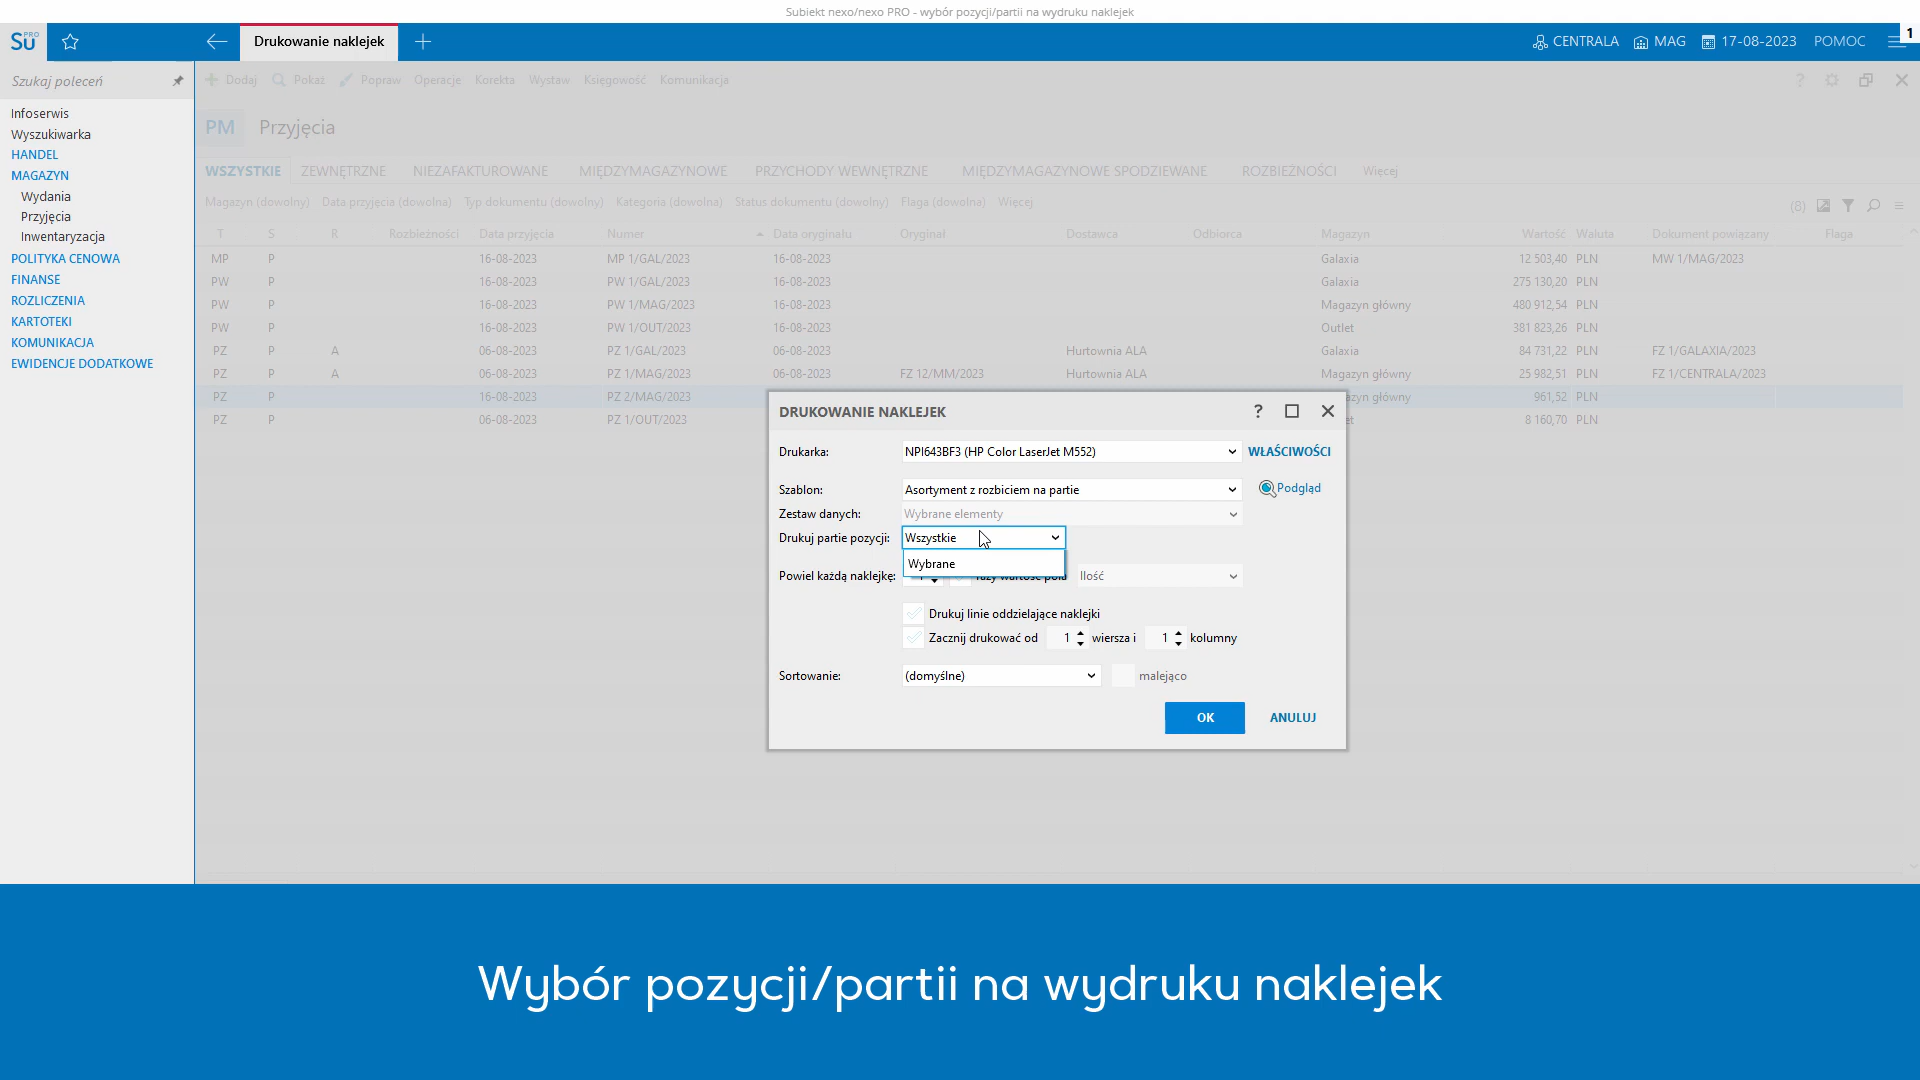 Subiekt nexo/nexo PRO - wybór pozycji/partii na wydruku naklejek
Su PRO Drukowanie naklejek CENTRALA MAG 17-08-2023 POMOC 1
Szukaj poleceń
Infoserwis
Wyszukiwarka
HANDEL
MAGAZYN
Wydania
Przyjęcia
Inwentaryzacja
POLITYKA CENOWA
FINANSE
ROZLICZENIA
KARTOTEKI
KOMUNIKACJA
EWIDENCJE DODATKOWE
Dodaj Pokaż Popraw Operacje Korekta Wystaw Księgowość Komunikacja ?
PM Przyjęcia
WSZYSTKIE ZEWNĘTRZNE NIEZAFAKTUROWANE MIĘDZYMAGAZYNOWE PRZYCHODY WEWNĘTRZNE MIĘDZYMAGAZYNOWE SPODZIEWANE ROZBIEŻNOŚCI Więcej
Magazyn (dowolny) Data przyjęcia (dowolna) Typ dokumentu (dowolny) Kategoria (dowolna) Status dokumentu (dowolny) Flaga (dowolna) Więcej (8)
T S R Rozbieżności Data przyjęcia Numer Data oryginału Oryginał Dostawca Odbiorca Magazyn Wartość Waluta Dokument powiązany Flaga
MP P 16-08-2023 MP 1/GAL/2023 16-08-2023 Galaxia 12 503,40 PLN MW 1/MAG/2023
PW P 16-08-2023 PW 1/GAL/2023 16-08-2023 Galaxia 275 130,20 PLN
PW P 16-08-2023 PW 1/MAG/2023 16-08-2023 Magazyn główny 480 912,54 PLN
PW P 16-08-2023 PW 1/OUT/2023 16-08-2023 Outlet 381 823,26 PLN
PZ P A 06-08-2023 PZ 1/GAL/2023 06-08-2023 Hurtownia ALA Galaxia 84 731,22 PLN FZ 1/GALAXIA/2023
PZ P A 06-08-2023 PZ 1/MAG/2023 06-08-2023 FZ 12/MM/2023 Hurtownia ALA Magazyn główny 25 982,51 PLN FZ 1/CENTRALA/2023
PZ P 16-08-2023 PZ 2/MAG/2023 azyn główny 961,52 PLN
PZ P 06-08-2023 PZ 1/OUT/2023 et 8 160,70 PLN
DRUKOWANIE NAKLEJEK ?
Drukarka: NPI643BF3 (HP Color LaserJet M552) WŁAŚCIWOŚCI
Szablon: Asortyment z rozbiciem na partie Podgląd
Zestaw danych: Wybrane elementy
Drukuj partie pozycji: Wszystkie
Wybrane
Powiel każdą naklejkę: razy wartość pola Ilość
Drukuj linie oddzielające naklejki
Zacznij drukować od 1 wiersza i 1 kolumny
Sortowanie: (domyślne) malejąco
OK ANULUJ
Wybór pozycji/partii na wydruku naklejek